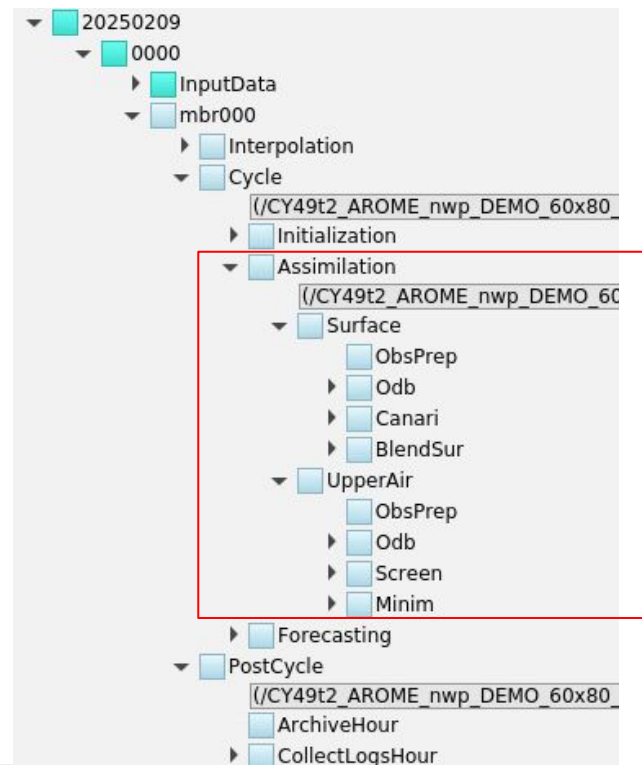 20250209
0000
InputData
mbr000
Interpolation
Cycle
(/CY49t2_AROME_nwp_DEMO_60x80_
Initialization
Assimilation
(/CY49t2_AROME_nwp_DEMO_60
Surface
ObsPrep
Odb
Canari
BlendSur
UpperAir
ObsPrep
Odb
Screen
Minim
Forecasting
PostCycle
(/CY49t2_AROME_nwp_DEMO_60x80_
ArchiveHour
CollectLogsHour